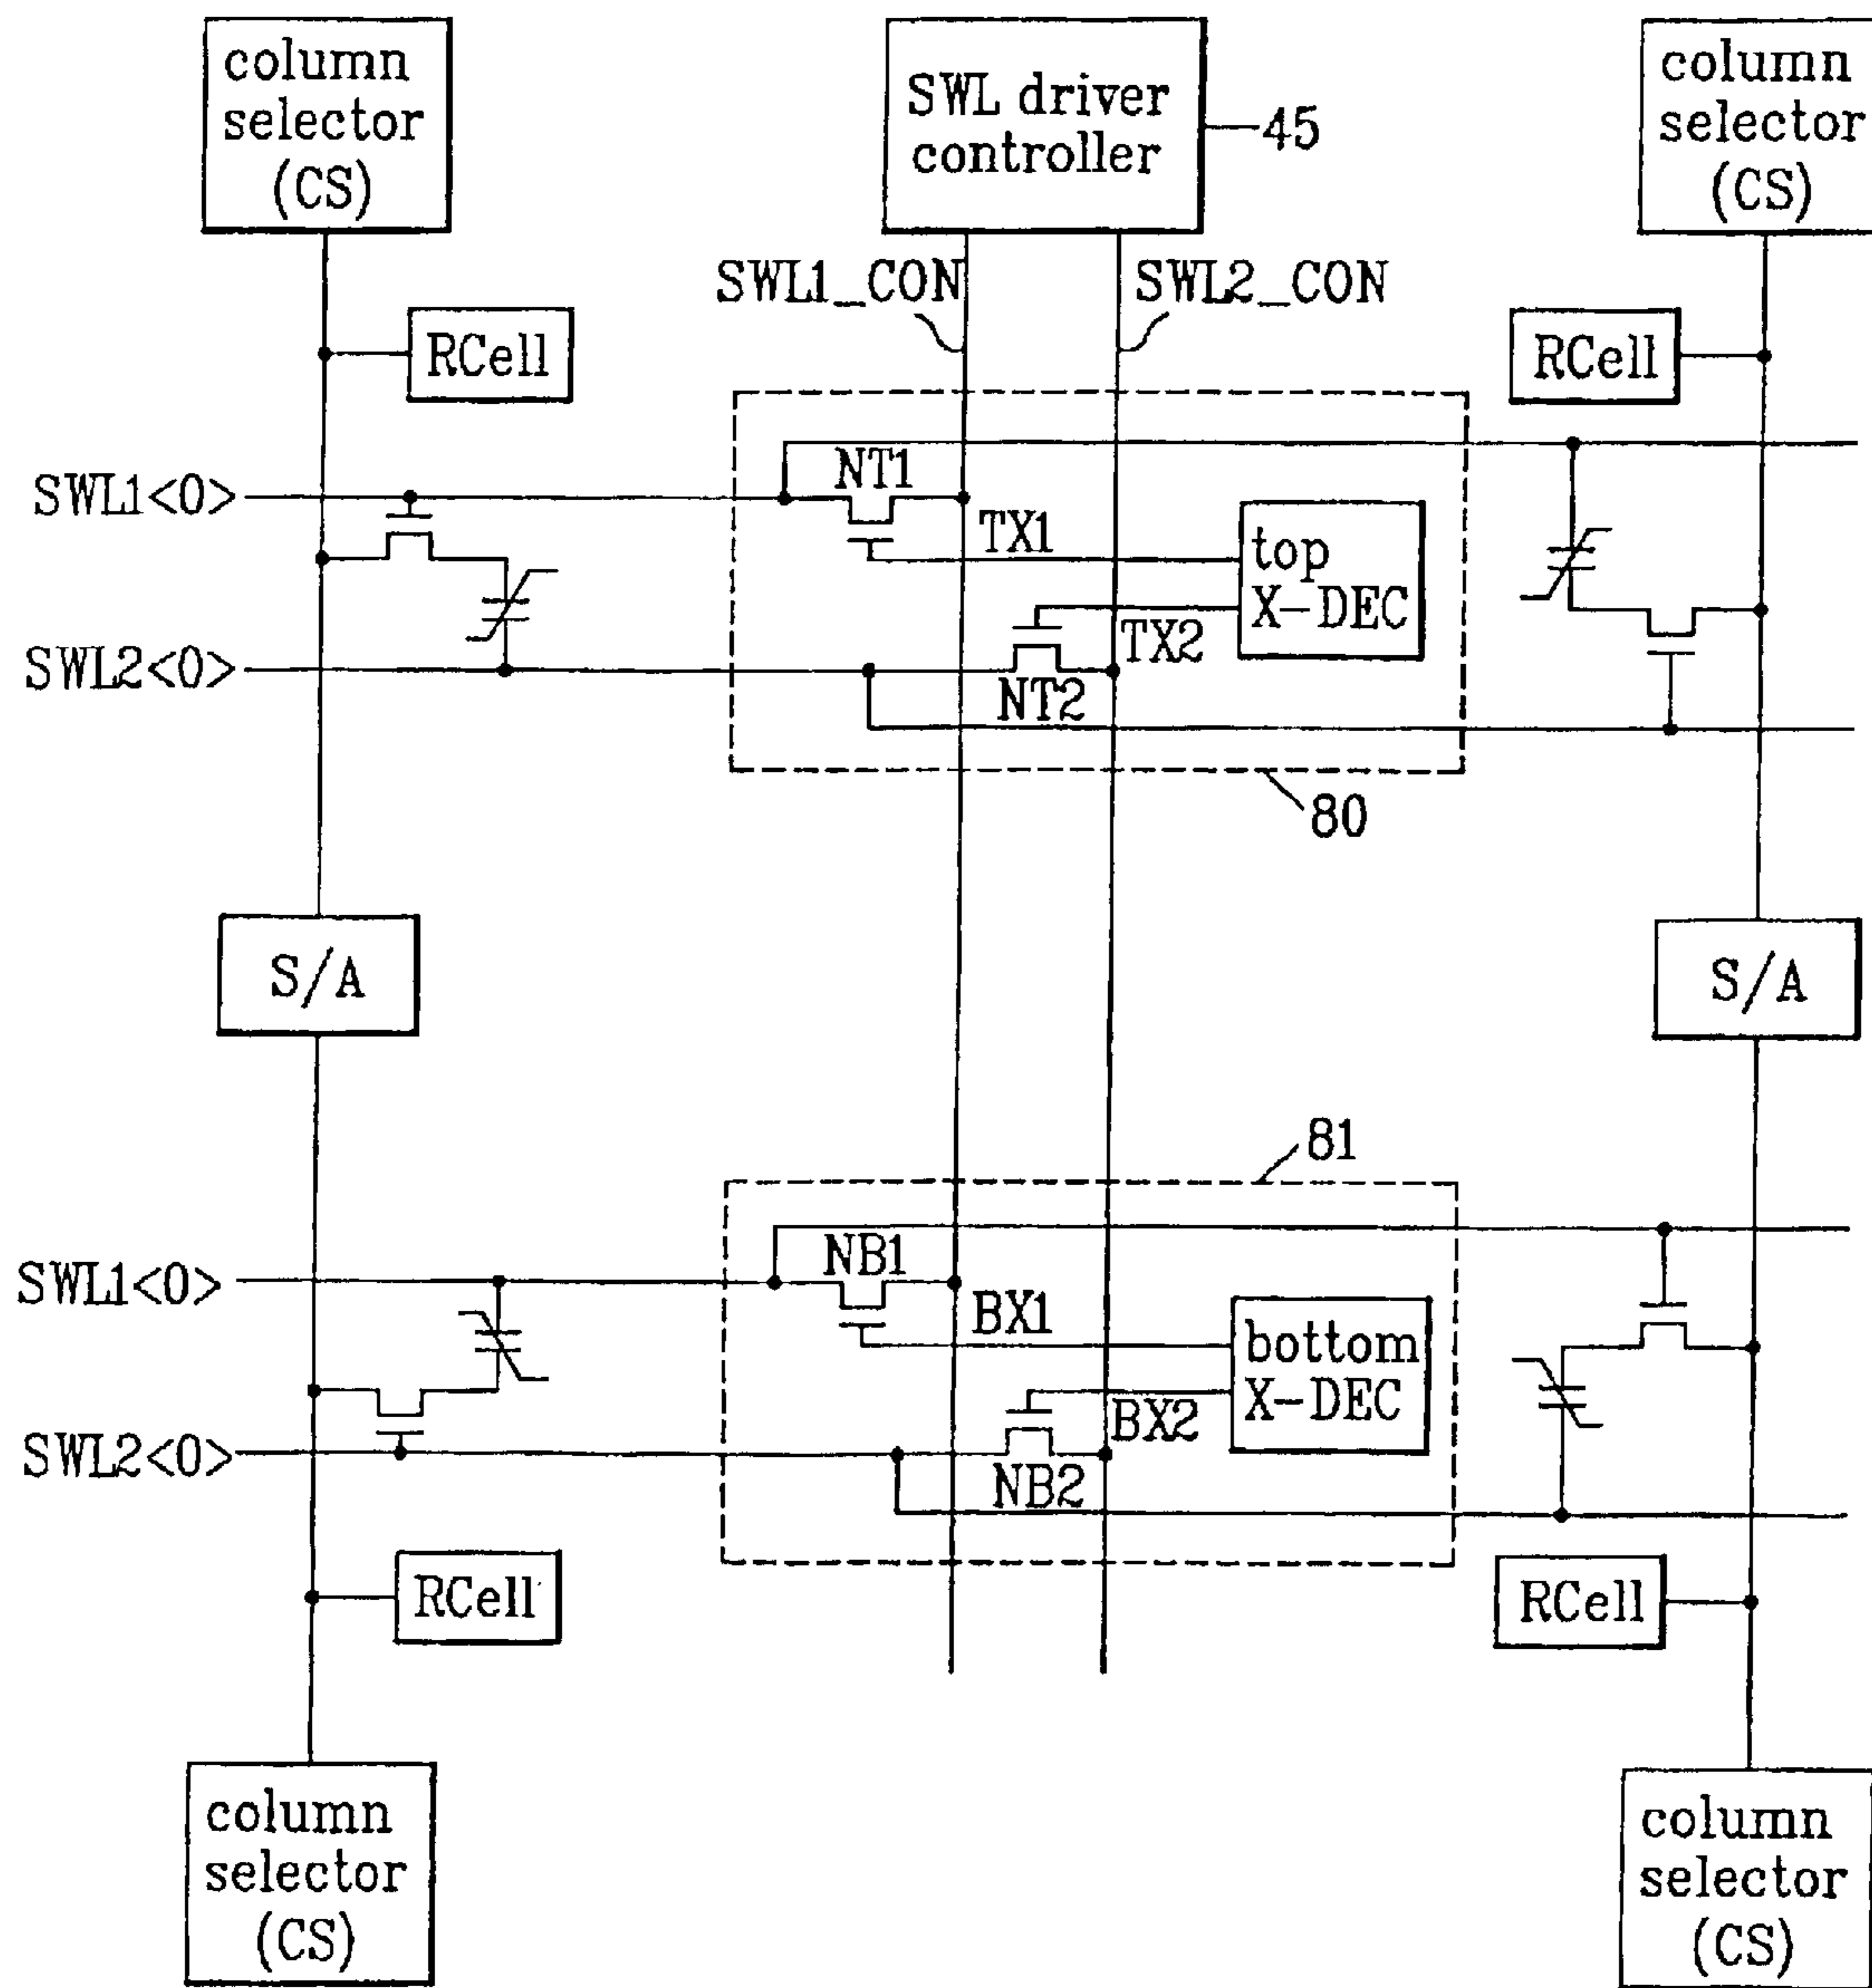 column
selector
(CS)
SWL driver
controller
45
column
selector
(CS)
SWL1_CON
SWL2_CON
RCell
RCell
SWL1<0>
NT1
TX1
top
X-DEC
TX2
SWL2<0>
NT2
80
S/A
S/A
81
SWL1<0>
NB1
BX1
bottom
X-DEC
BX2
SWL2<0>
NB2
RCell
RCell
column
selector
(CS)
column
selector
(CS)